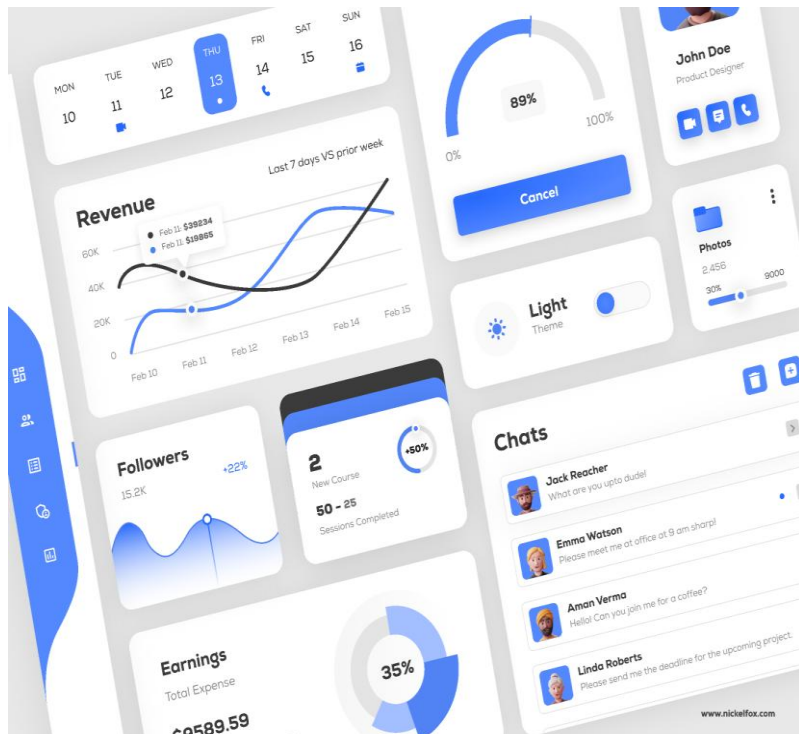 MON TUE WED THU FRI SAT SUN
10 11 12 13 14 15 16
Revenue
Last 7 days VS prior week
Feb 11: $39234
Feb 11: $19865
60K
40K
20K
0
Feb 10 Feb 11 Feb 12 Feb 13 Feb 14 Feb 15
89%
0% 100%
Cancel
John Doe
Product Designer
Photos
2.456
30% 9000
Light
Theme
Followers
15.2K
+22%
2
New Course
+50%
50 - 25
Sessions Completed
Chats
Jack Reacher
What are you upto dude!
Emma Watson
Please meet me at office at 9 am sharp!
Aman Verma
Hello! Can you join me for a coffee?
Linda Roberts
Please send me the deadline for the upcoming project.
Earnings
Total Expense
$9589.59
35%
www.nickelfox.com